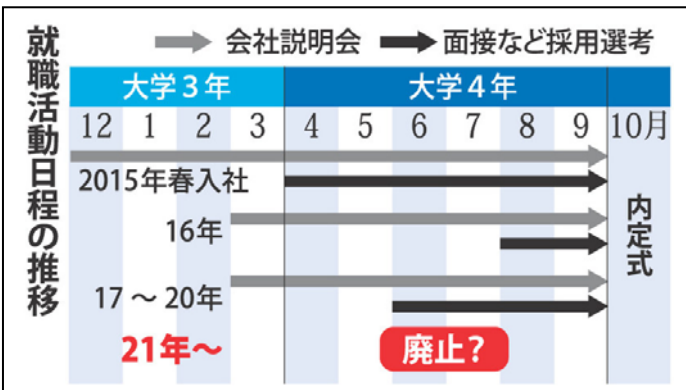 就職活動日程の推移
会社説明会 面接など採用選考
大学3年 大学4年
12 1 2 3 4 5 6 7 8 9 10月
2015年春入社
16年
17～20年
21年～ 廃止？
内定式